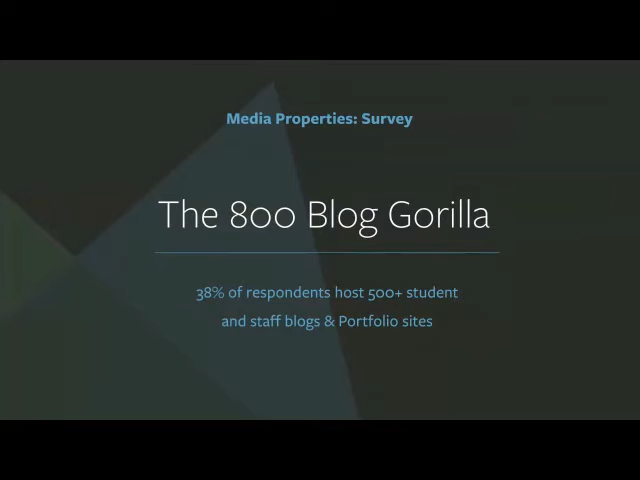 Media Properties: Survey
The 800 Blog Gorilla
38% of respondents host 500+ student
and staff blogs & Portfolio sites